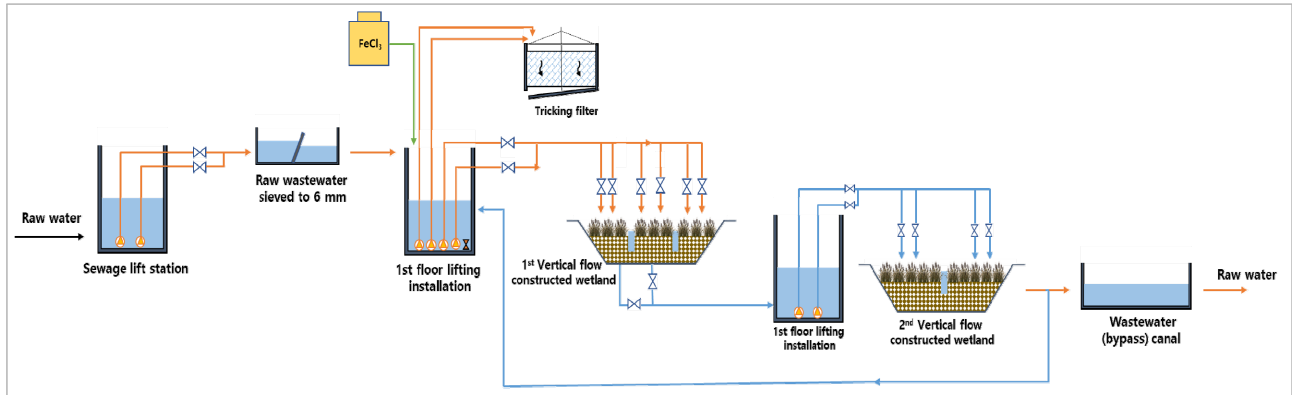 FeCl3
Tricking filter
Raw water
Sewage lift station
Raw wastewater
sieved to 6 mm
1st floor lifting
installation
1st Vertical flow
constructed wetland
1st floor lifting
installation
2nd Vertical flow
constructed wetland
Wastewater
(bypass) canal
Raw water